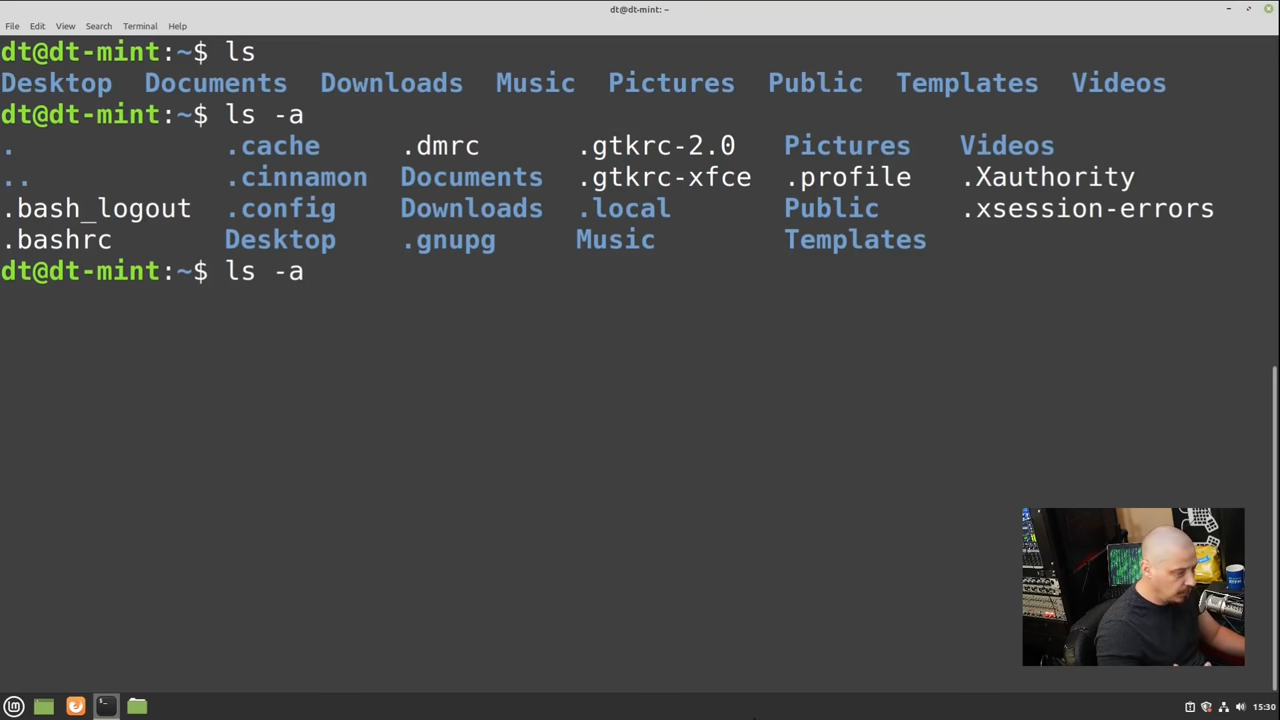 dt@dt-mint: ~
File Edit View Search Terminal Help
dt@dt-mint:~$ ls
Desktop Documents Downloads Music Pictures Public Templates Videos
dt@dt-mint:~$ ls -a
. .cache .dmrc .gtkrc-2.0 Pictures Videos
.. .cinnamon Documents .gtkrc-xfce .profile .Xauthority
.bash_logout .config Downloads .local Public .xsession-errors
.bashrc Desktop .gnupg Music Templates
dt@dt-mint:~$ ls -a
15:30